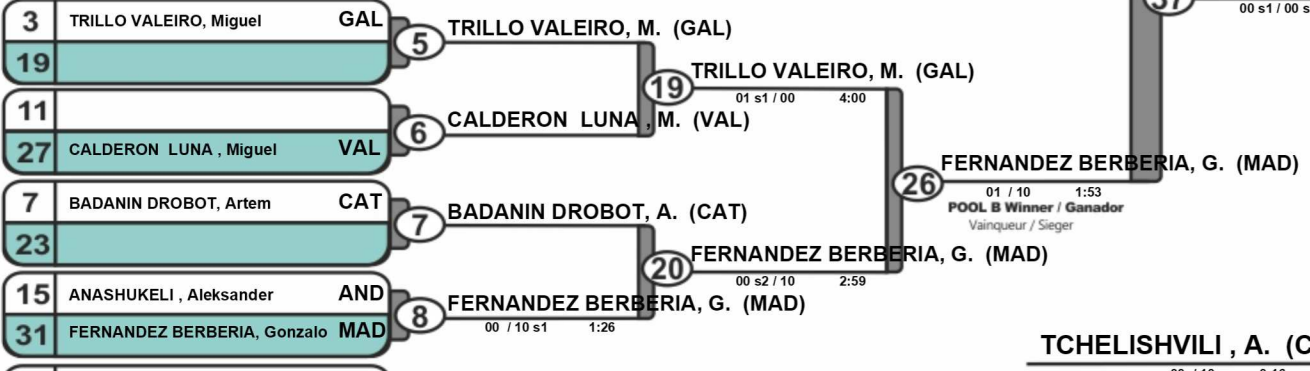 3 TRILLO VALEIRO, Miguel GAL
19
5 TRILLO VALEIRO, M. (GAL)
11
27 CALDERON LUNA , Miguel VAL
6 CALDERON LUNA , M. (VAL)
19 TRILLO VALEIRO, M. (GAL)
01 s1 / 00 4:00
7 BADANIN DROBOT, Artem CAT
23
7 BADANIN DROBOT, A. (CAT)
15 ANASHUKELI , Aleksander AND
31 FERNANDEZ BERBERIA, Gonzalo MAD
8 FERNANDEZ BERBERIA, G. (MAD)
00 / 10 s1 1:26
20 FERNANDEZ BERBERIA, G. (MAD)
00 s2 / 10 2:59
26 FERNANDEZ BERBERIA, G. (MAD)
01 / 10 1:53
POOL B Winner / Ganador
Vainqueur / Sieger
37
00 s1 / 00 s
TCHELISHVILI , A. (C